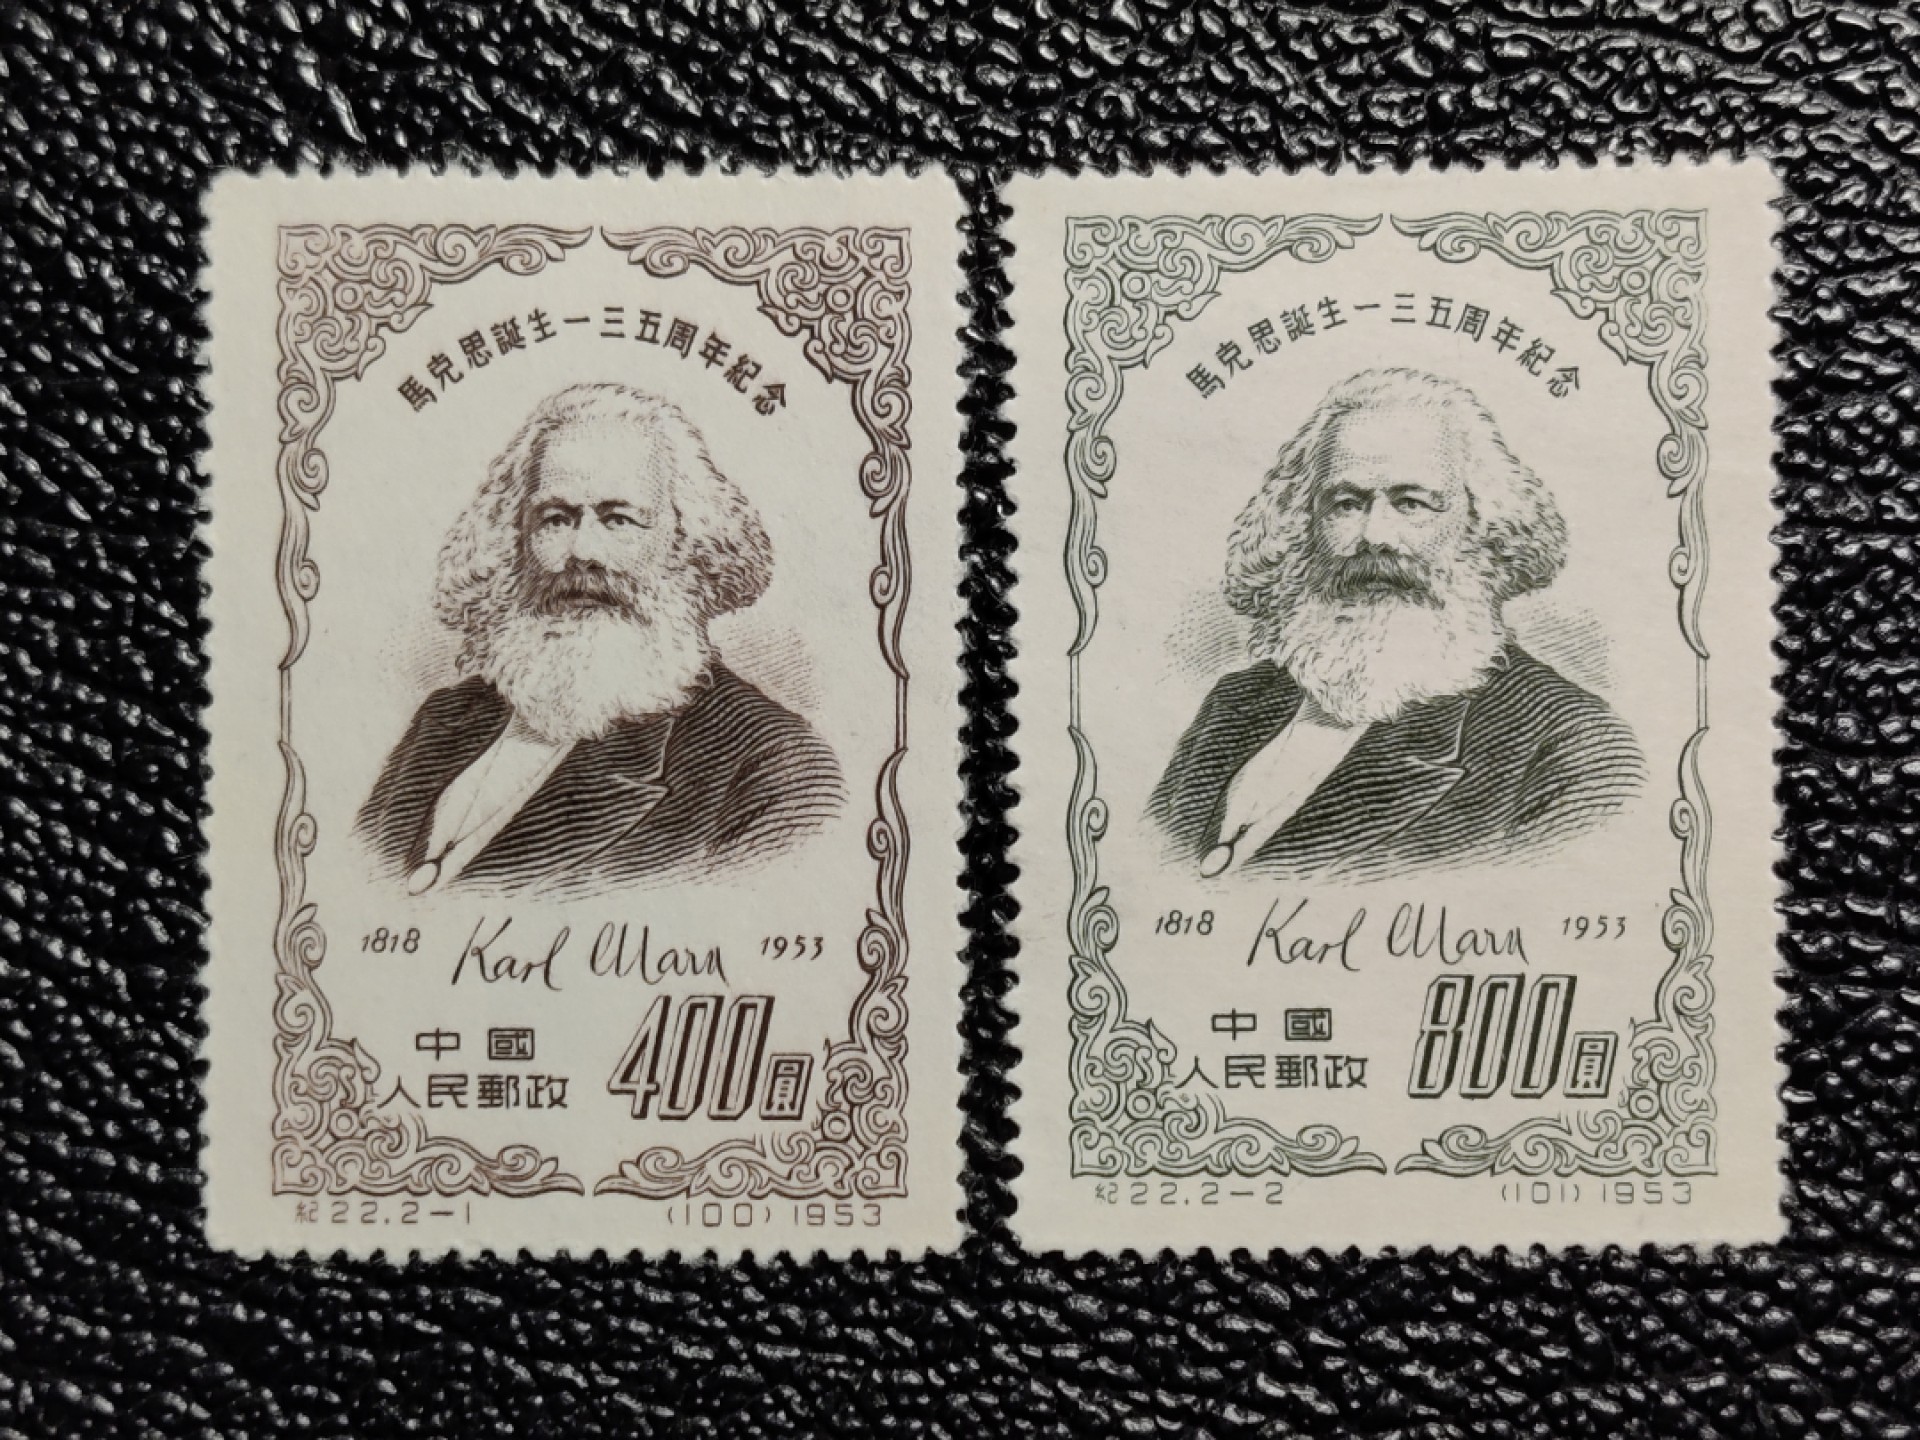 馬克思誕生一三五周年紀念
1818 Karl Marx 1953
中國
人民郵政
400圓
紀22.2-1 (100) 1953
馬克思誕生一三五周年紀念
1818 Karl Marx 1953
中國
人民郵政
800圓
紀22.2-2 (101) 1953